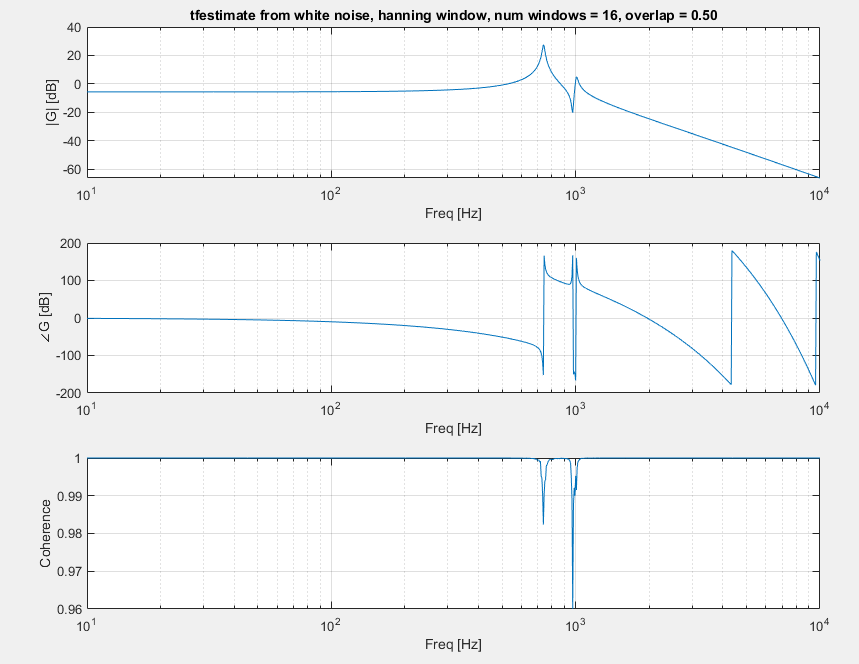 tfestimate from white noise, hanning window, num windows = 16, overlap = 0.50
|G| [dB]
40
20
0
-20
-40
-60
10^1 10^2 10^3 10^4
Freq [Hz]
∠G [dB]
200
100
0
-100
-200
10^1 10^2 10^3 10^4
Freq [Hz]
Coherence
1
0.99
0.98
0.97
0.96
10^1 10^2 10^3 10^4
Freq [Hz]